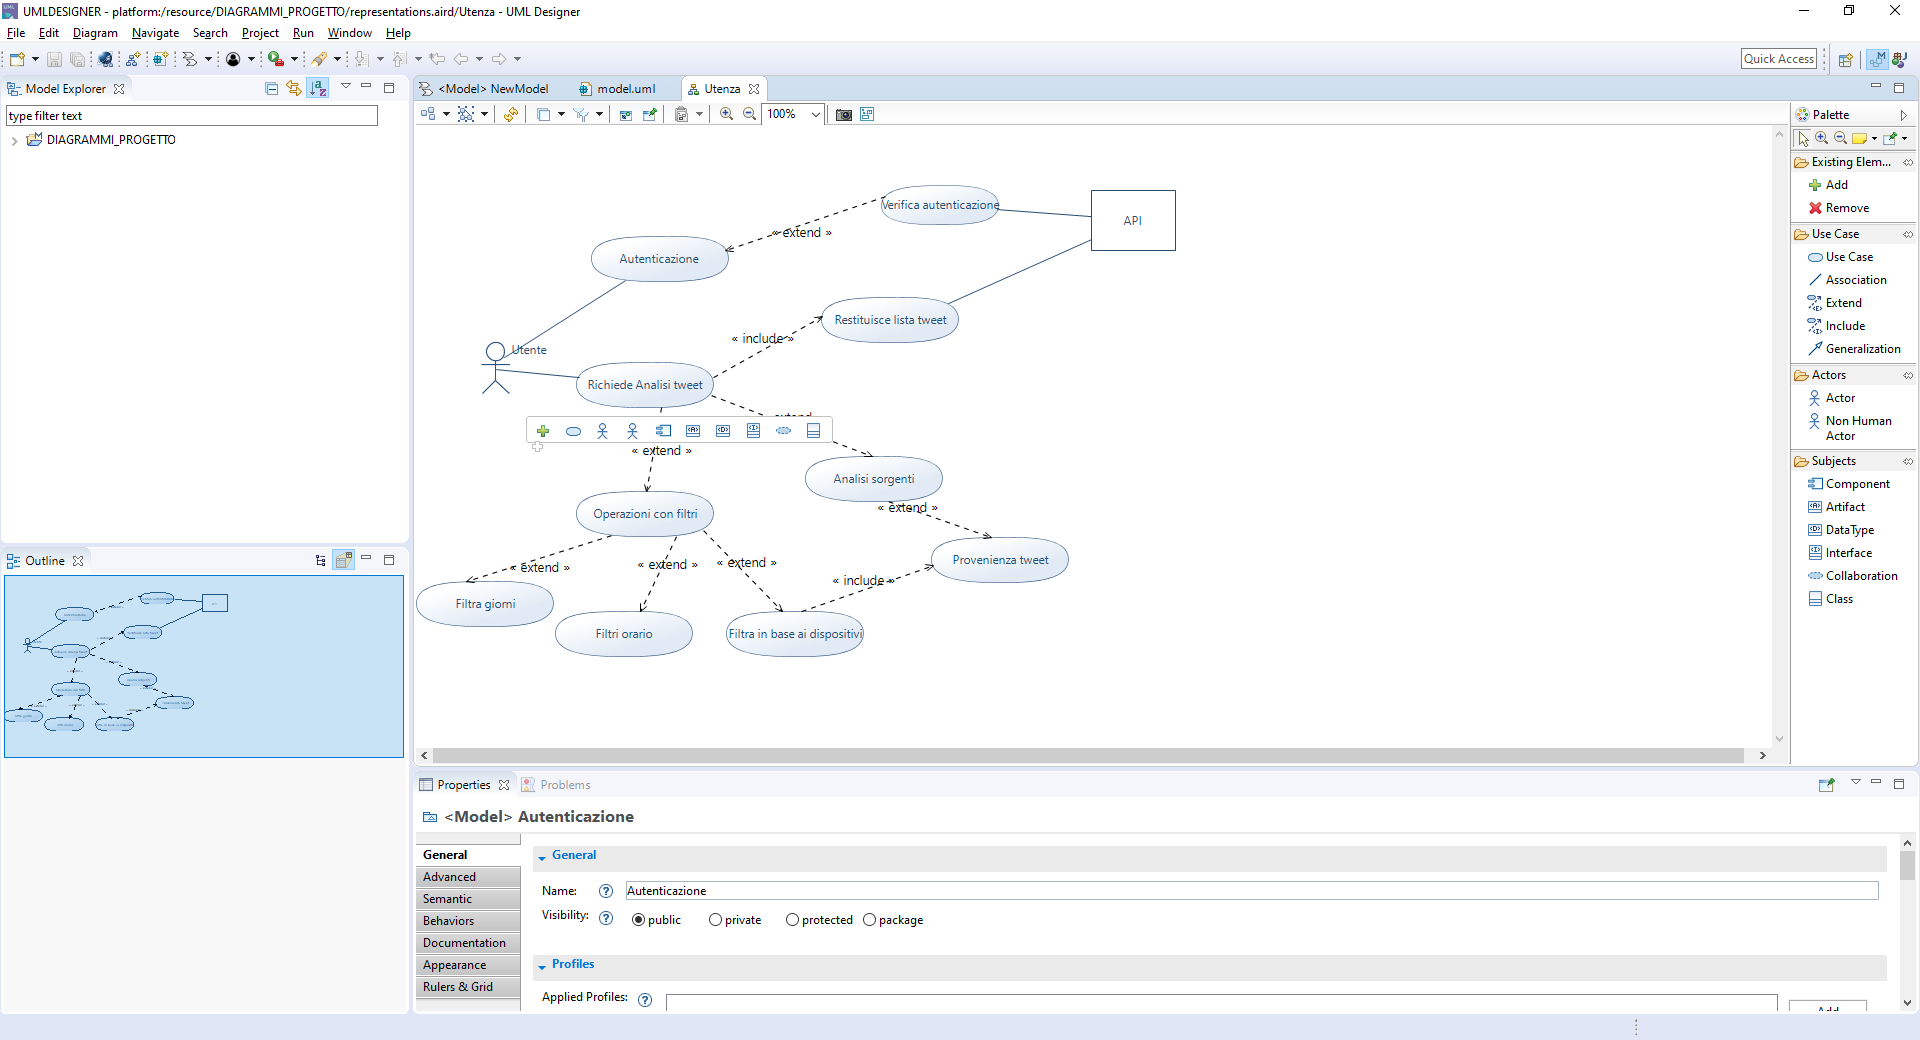 UMLDESIGNER - platform:/resource/DIAGRAMMI_PROGETTO/representations.aird/Utenza - UML Designer
File Edit Diagram Navigate Search Project Run Window Help
Quick Access
Model Explorer
type filter text
DIAGRAMMI_PROGETTO
Outline
<Model> NewModel model.uml Utenza
100%
Verifica autenticazione
API
« extend »
Autenticazione
Restituisce lista tweet
« include »
Utente
Richiede Analisi tweet
extend
« extend »
Analisi sorgenti
« extend »
Operazioni con filtri
Provenienza tweet
« extend »
« extend »
« extend »
« include »
Filtra giorni
Filtri orario
Filtra in base ai dispositivi
Palette
Existing Elem...
Add
Remove
Use Case
Use Case
Association
Extend
Include
Generalization
Actors
Actor
Non Human
Actor
Subjects
Component
Artifact
DataType
Interface
Collaboration
Class
Properties Problems
<Model> Autenticazione
General
Advanced
Semantic
Behaviors
Documentation
Appearance
Rulers & Grid
General
Name: Autenticazione
Visibility: public private protected package
Profiles
Applied Profiles:
Add